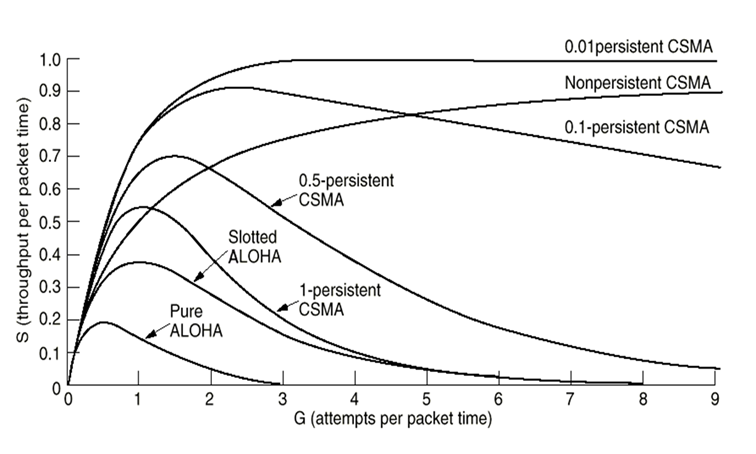 0.01persistent CSMA
Nonpersistent CSMA
0.1-persistent CSMA
0.5-persistent
CSMA
Slotted
ALOHA
1-persistent
CSMA
Pure
ALOHA
S (throughput per packet time)
1.0
0.9
0.8
0.7
0.6
0.5
0.4
0.3
0.2
0.1
0
0 1 2 3 4 5 6 7 8 9
G (attempts per packet time)